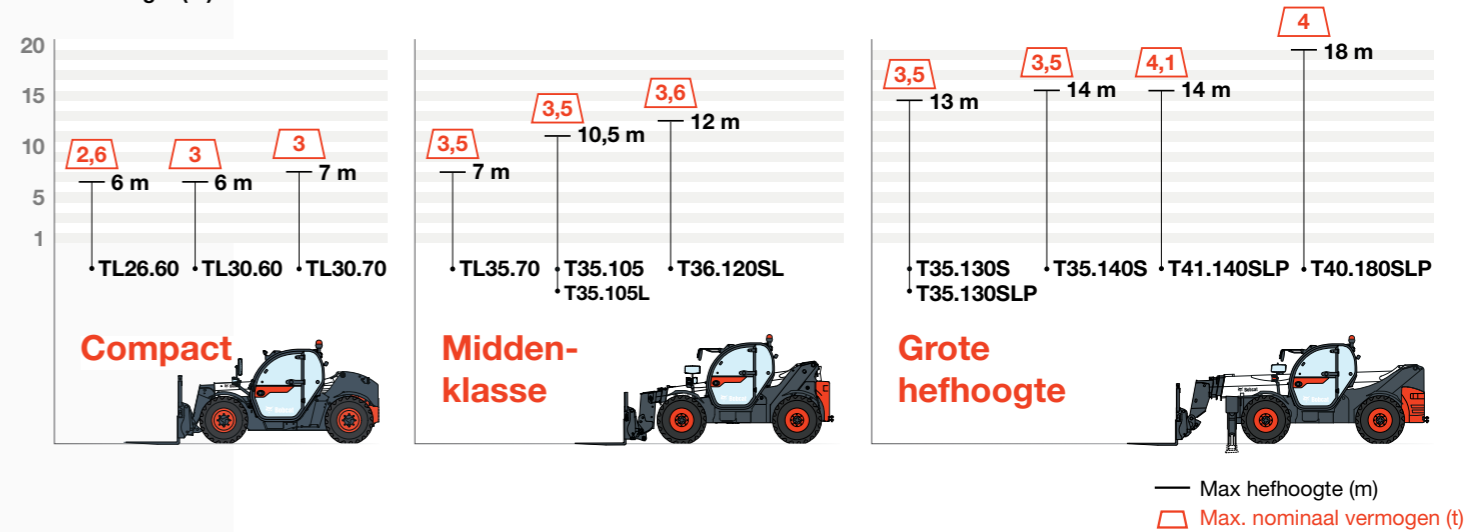 20
15
10
5
1
2,6
6 m
3
6 m
3
7 m
TL26.60
TL30.60
TL30.70
Compact
3,5
7 m
3,5
10,5 m
3,6
12 m
TL35.70
T35.105
T35.105L
T36.120SL
Midden-
klasse
3,5
13 m
3,5
14 m
4,1
14 m
4
18 m
T35.130S
T35.130SLP
T35.140S
T41.140SLP
T40.180SLP
Grote
hefhoogte
Max hefhoogte (m)
Max. nominaal vermogen (t)